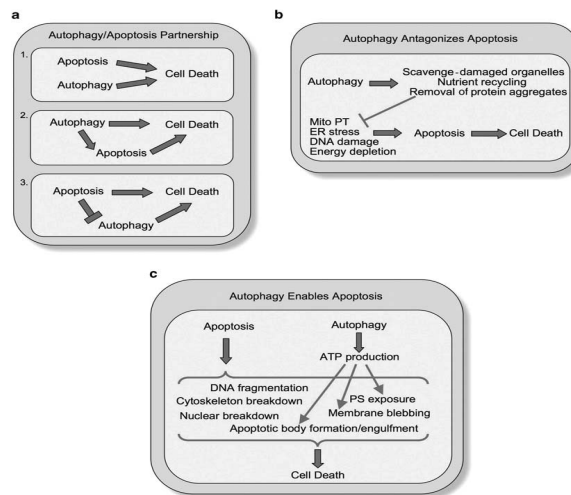 a
Autophagy/Apoptosis Partnership
1.
Apoptosis
Autophagy
Cell Death
2.
Autophagy
Cell Death
Apoptosis
3.
Apoptosis
Cell Death
Autophagy
b
Autophagy Antagonizes Apoptosis
Autophagy
Scavenge-damaged organelles
Nutrient recycling
Removal of protein aggregates
Mito PT
ER stress
DNA damage
Energy depletion
Apoptosis
Cell Death
c
Autophagy Enables Apoptosis
Apoptosis
Autophagy
ATP production
DNA fragmentation
Cytoskeleton breakdown
PS exposure
Nuclear breakdown
Membrane blebbing
Apoptotic body formation/engulfment
Cell Death